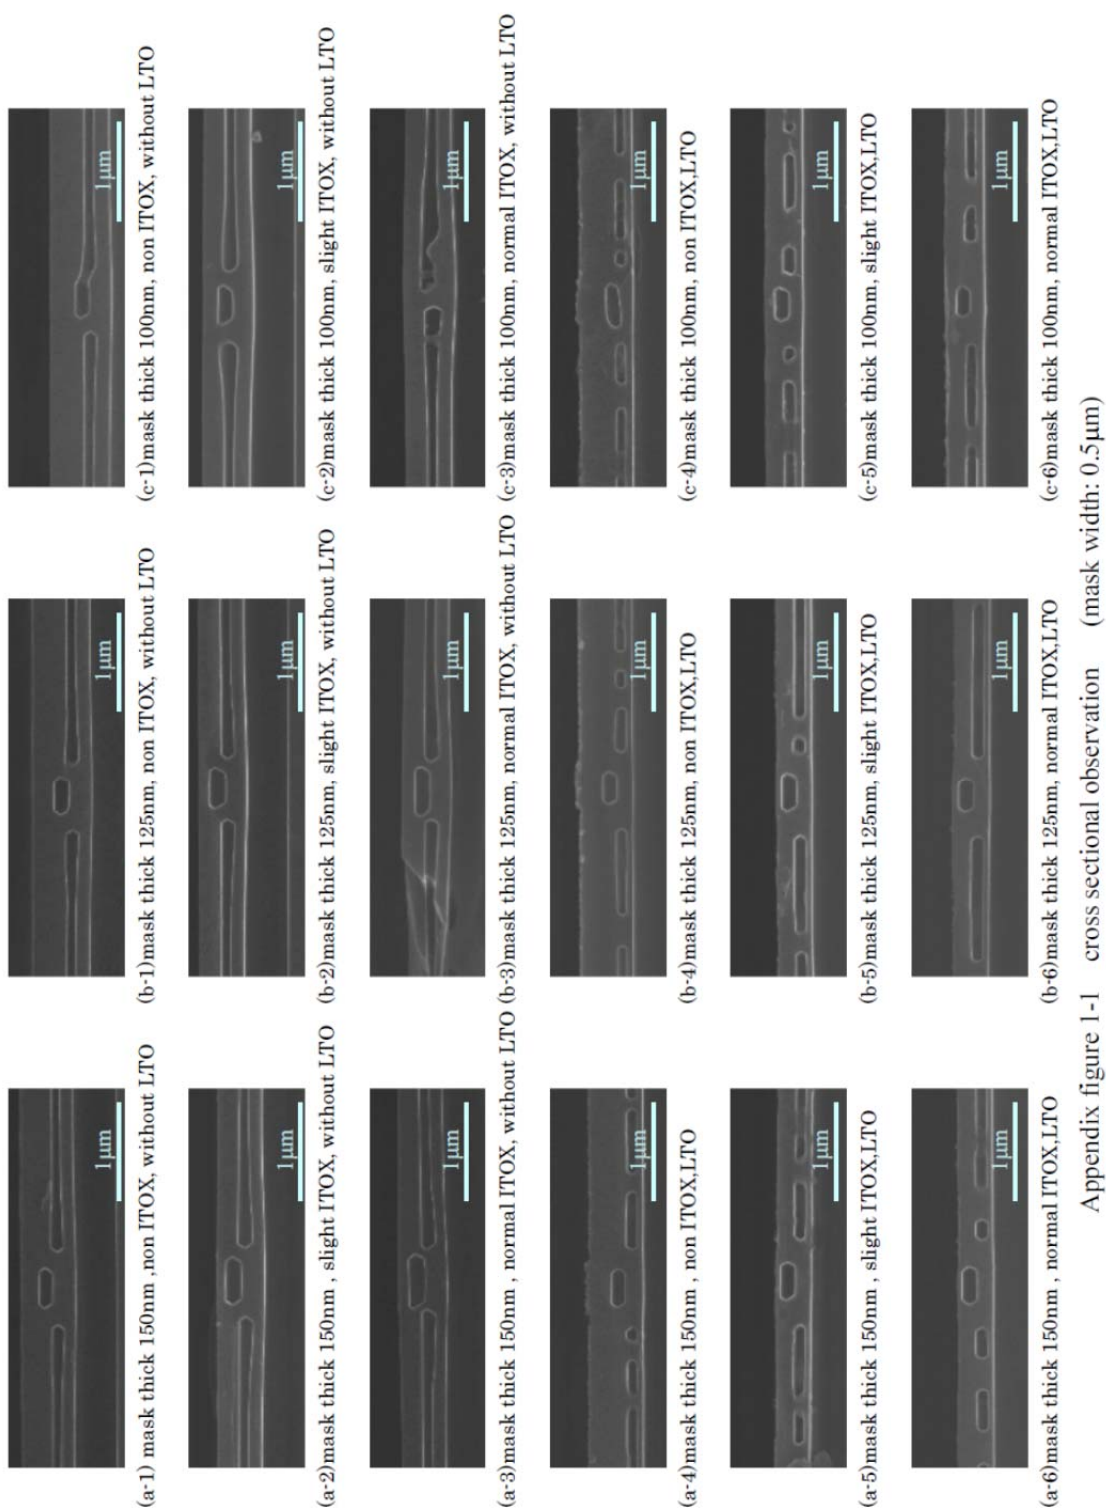 1μm 1μm 1μm
(a-1) mask thick 150nm ,non ITOX, without LTO (b-1)mask thick 125nm, non ITOX, without LTO (c-1)mask thick 100nm, non ITOX, without LTO
1μm 1μm 1μm
(a-2)mask thick 150nm , slight ITOX, without LTO (b-2)mask thick 125nm, slight ITOX, without LTO (c-2)mask thick 100nm, slight ITOX, without LTO
1μm 1μm 1μm
(a-3)mask thick 150nm , normal ITOX, without LTO (b-3)mask thick 125nm, normal ITOX, without LTO (c-3)mask thick 100nm, normal ITOX, without LTO
1μm 1μm 1μm
(a-4)mask thick 150nm , non ITOX,LTO (b-4)mask thick 125nm, non ITOX,LTO (c-4)mask thick 100nm, non ITOX,LTO
1μm 1μm 1μm
(a-5)mask thick 150nm , slight ITOX,LTO (b-5)mask thick 125nm, slight ITOX,LTO (c-5)mask thick 100nm, slight ITOX,LTO
1μm 1μm 1μm
(a-6)mask thick 150nm , normal ITOX,LTO (b-6)mask thick 125nm, normal ITOX,LTO (c-6)mask thick 100nm, normal ITOX,LTO
Appendix figure 1-1 cross sectional observation (mask width: 0.5μm)